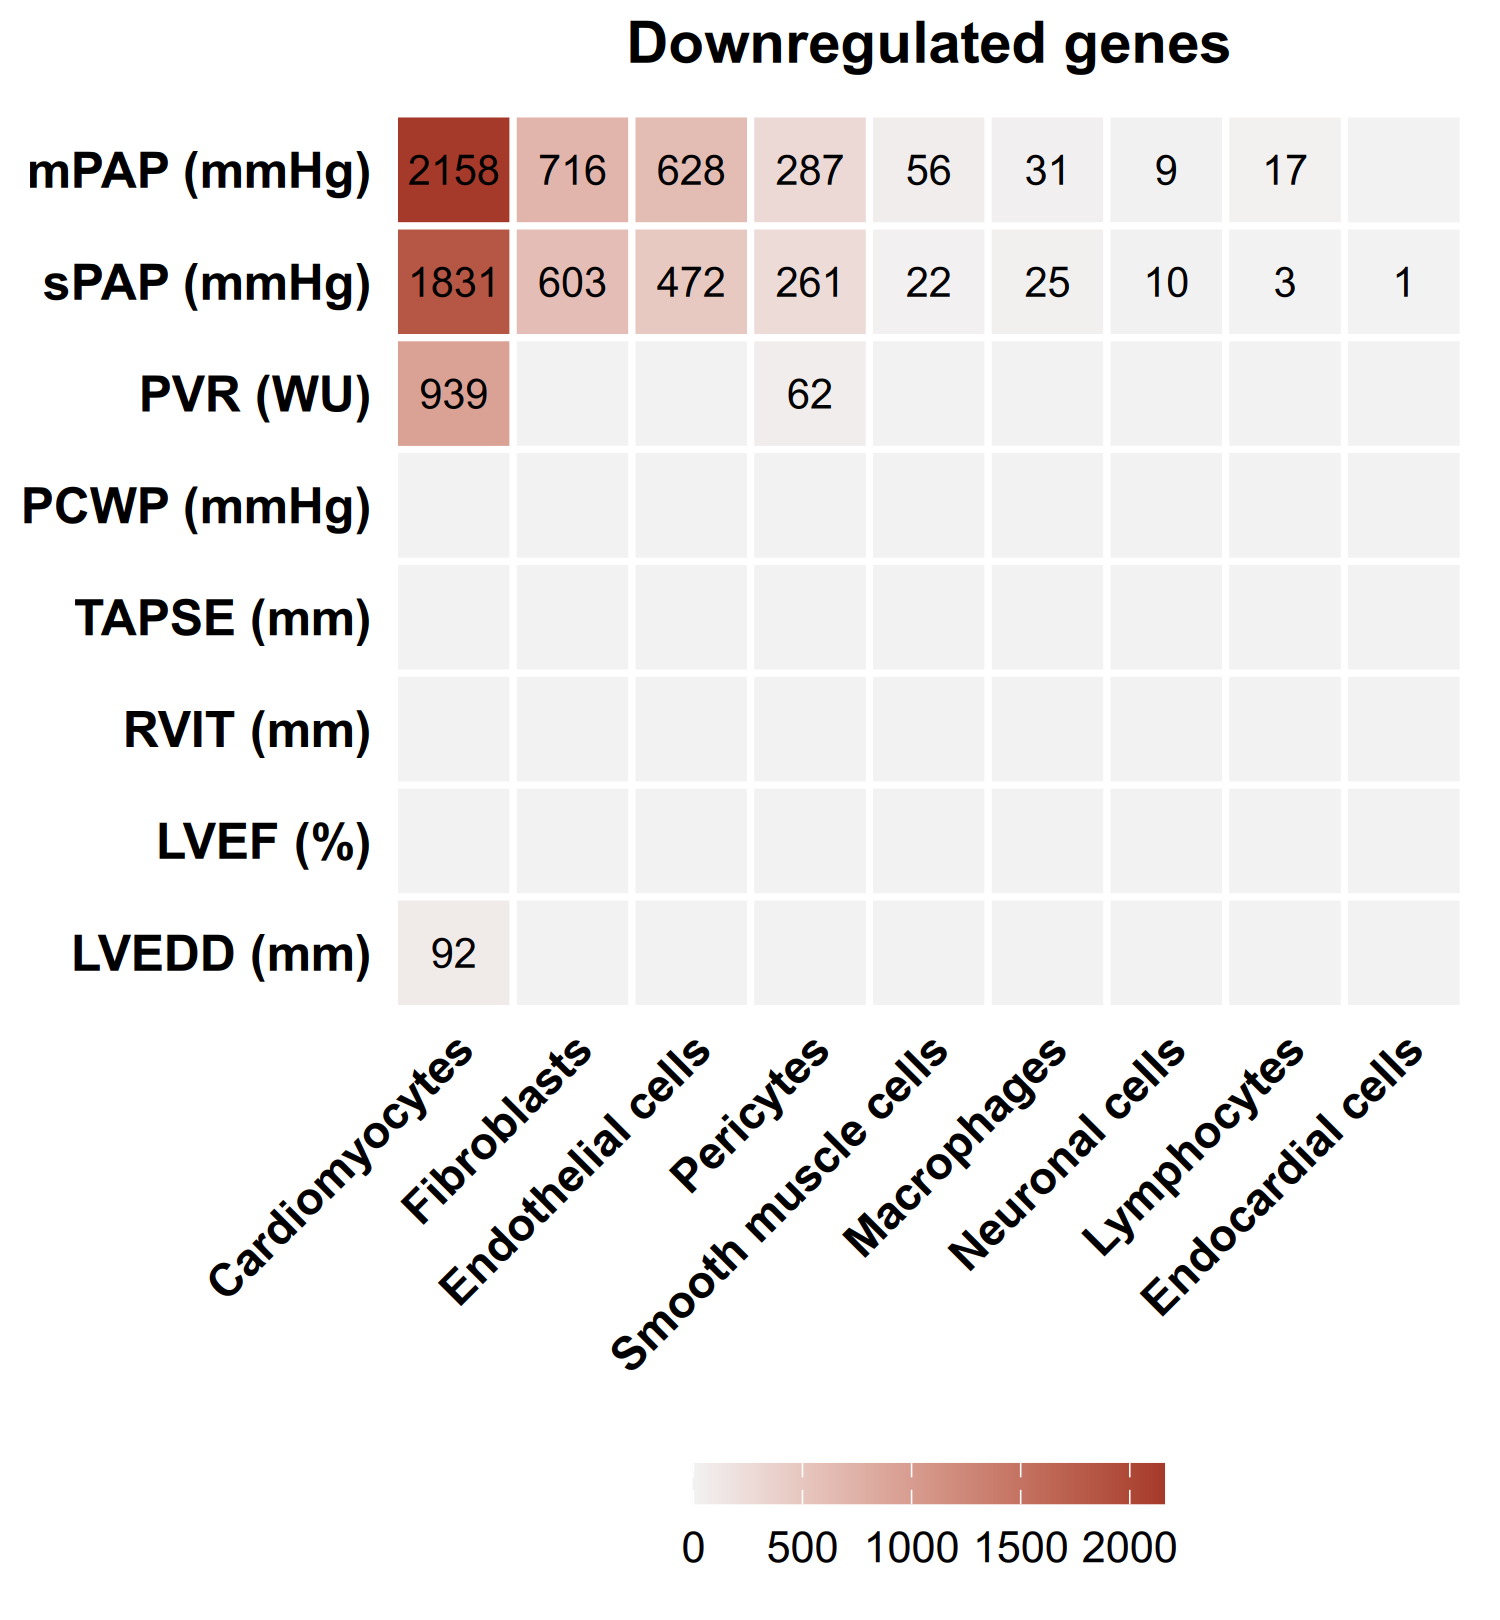 Downregulated genes
mPAP (mmHg) 2158 716 628 287 56 31 9 17
sPAP (mmHg) 1831 603 472 261 22 25 10 3 1
PVR (WU) 939 62
PCWP (mmHg)
TAPSE (mm)
RVIT (mm)
LVEF (%)
LVEDD (mm) 92
Cardiomyocytes
Fibroblasts
Endothelial cells
Pericytes
Smooth muscle cells
Macrophages
Neuronal cells
Lymphocytes
Endocardial cells
0 500 1000 1500 2000